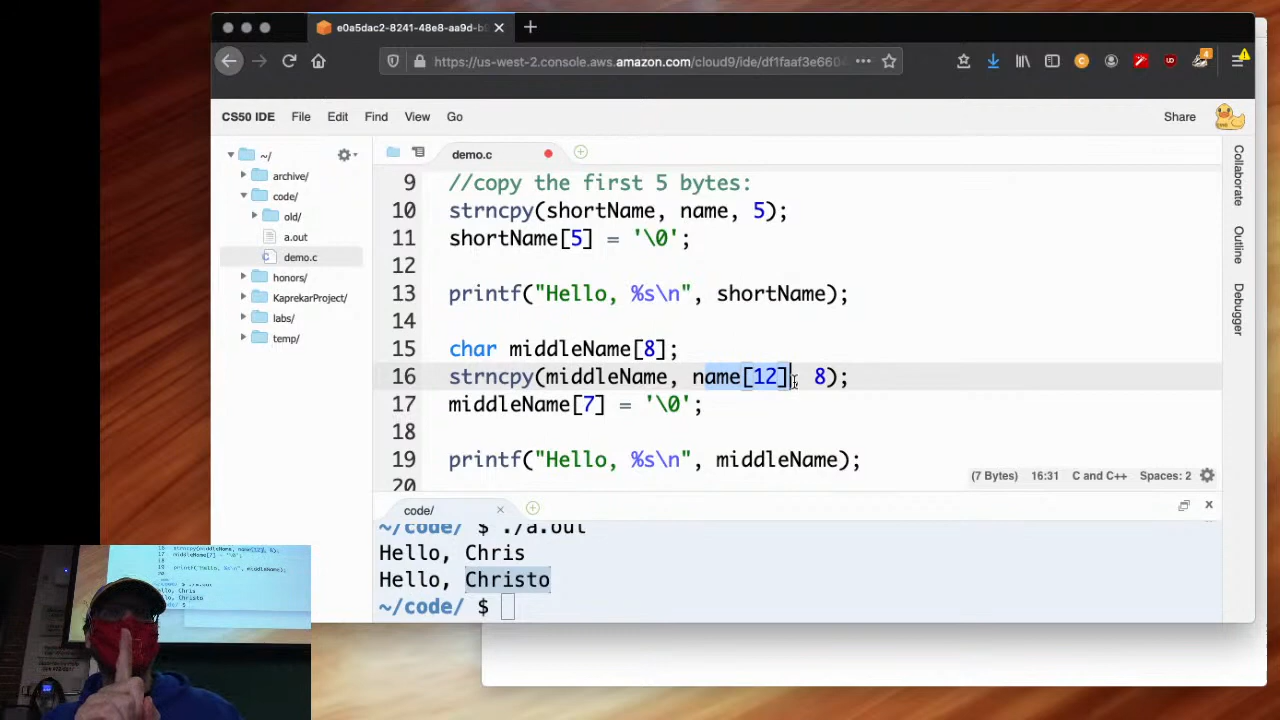 e0a5dac2-8241-48e8-aa9d-b
https://us-west-2.console.aws.amazon.com/cloud9/ide/df1faaf3e6604
4
CS50 IDE File Edit Find View Go Share
~/
archive/
code/
old/
a.out
demo.c
honors/
KaprekarProject/
labs/
temp/
demo.c
9 //copy the first 5 bytes:
10 strncpy(shortName, name, 5);
11 shortName[5] = '\0';
12
13 printf("Hello, %s\n", shortName);
14
15 char middleName[8];
16 strncpy(middleName, name[12], 8);
17 middleName[7] = '\0';
18
19 printf("Hello, %s\n", middleName);
20
(7 Bytes) 16:31 C and C++ Spaces: 2
Collaborate
Outline
Debugger
code/
~/code/ $ ./a.out
Hello, Chris
Hello, Christo
~/code/ $